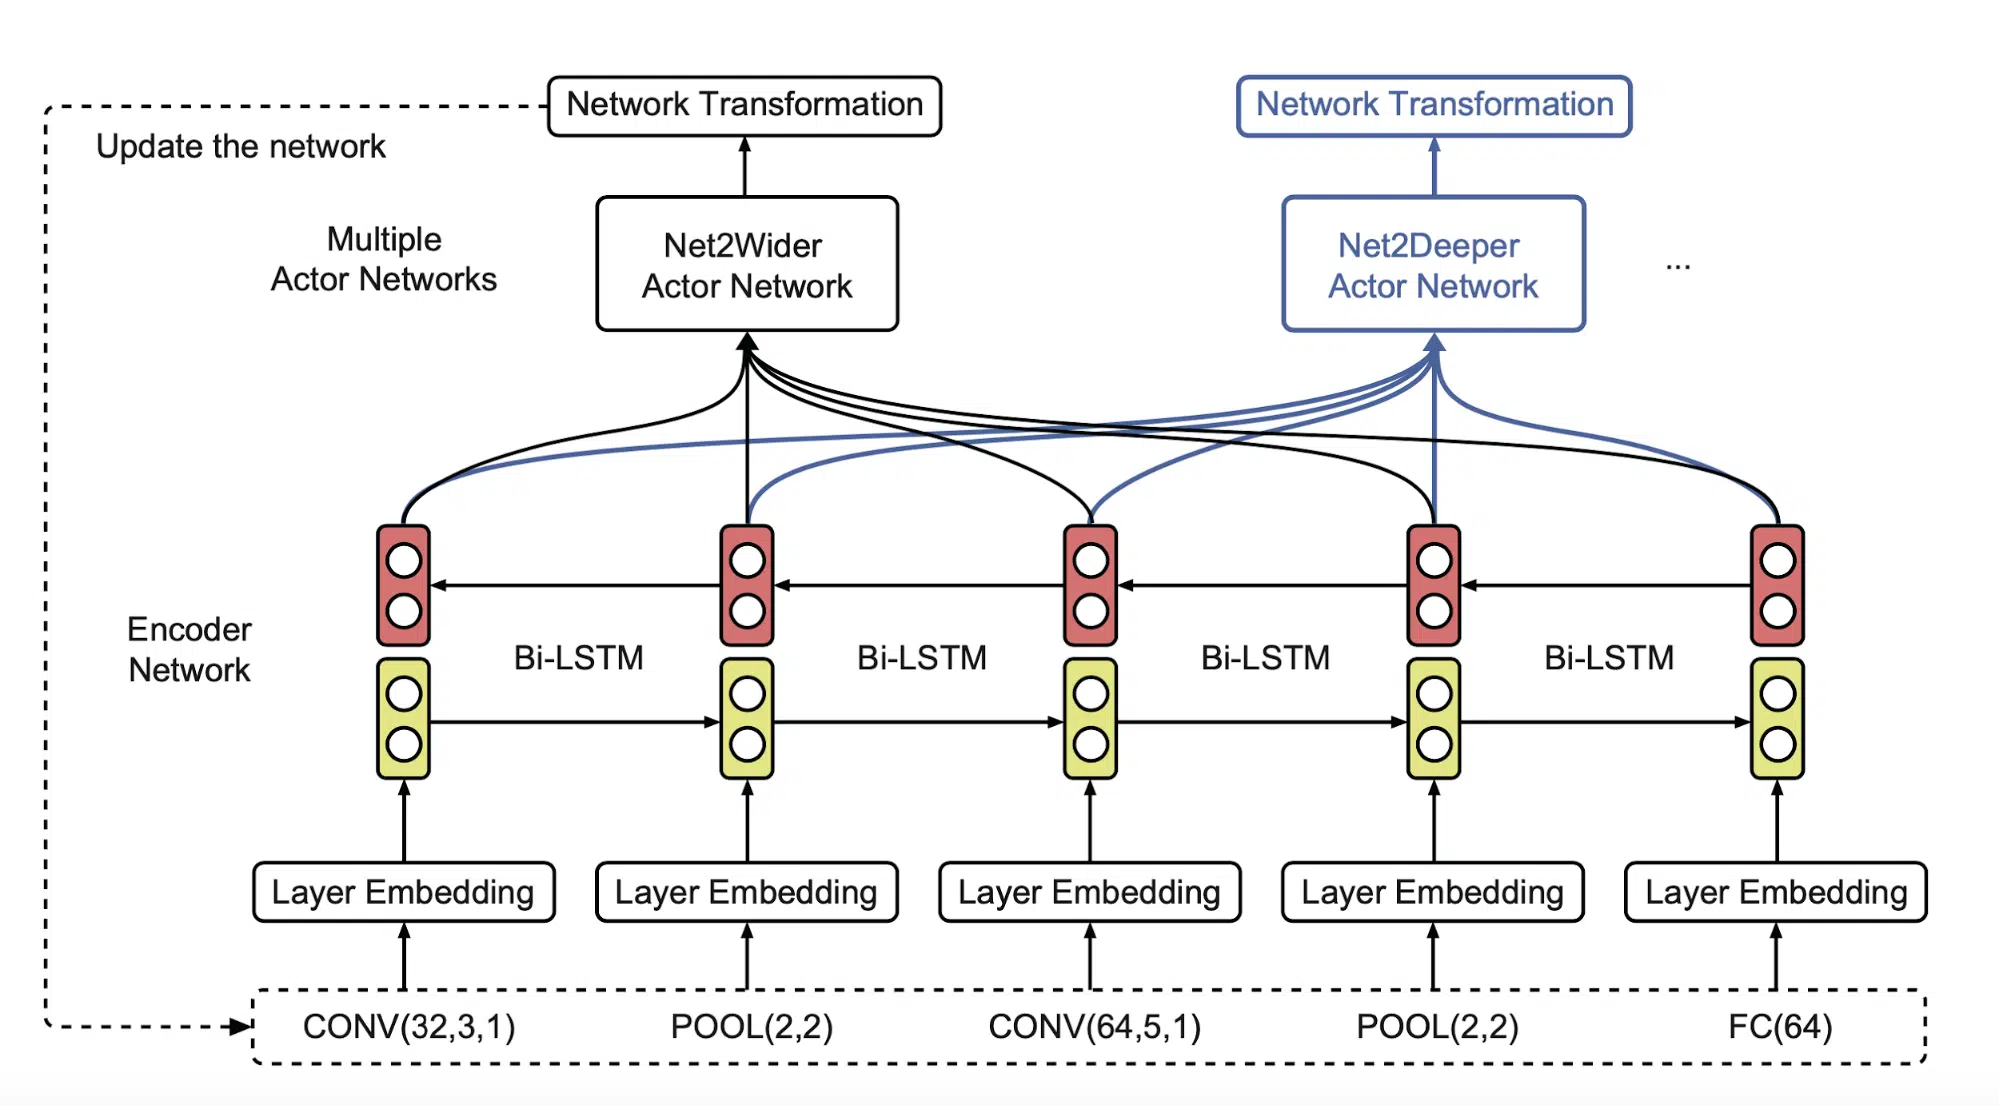 Network Transformation
Network Transformation
Update the network
Multiple
Actor Networks
Net2Wider
Actor Network
Net2Deeper
Actor Network
...
Encoder
Network
Bi-LSTM
Bi-LSTM
Bi-LSTM
Bi-LSTM
Layer Embedding
Layer Embedding
Layer Embedding
Layer Embedding
Layer Embedding
CONV(32,3,1)
POOL(2,2)
CONV(64,5,1)
POOL(2,2)
FC(64)